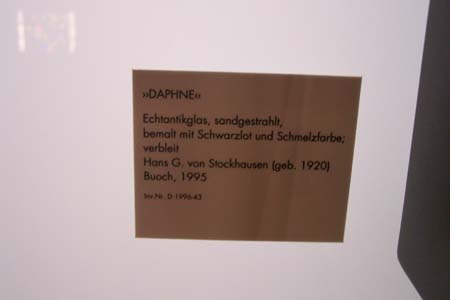 »DAPHNE«
Echtantikglas, sandgestrahlt,
bemalt mit Schwarzlot und Schmelzfarbe;
verbleit
Hans G. von Stockhausen (geb. 1920)
Buoch, 1995
Inv.Nr. D 1996-43